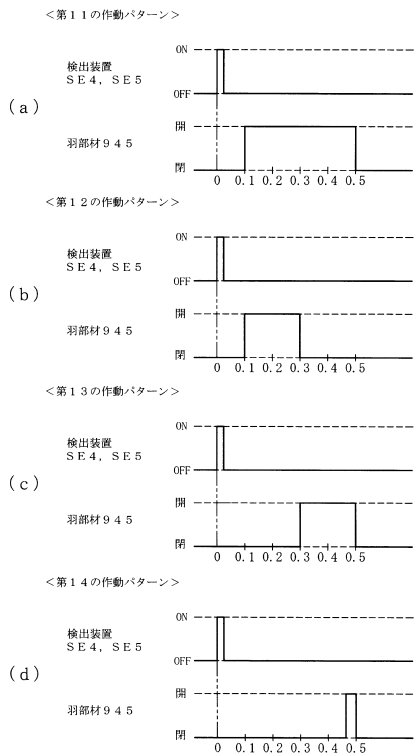 ＜第１１の作動パターン＞
(a)
検出装置
ＳＥ４，ＳＥ５
ON
OFF
羽部材９４５
開
閉
0 0.1 0.2 0.3 0.4 0.5
＜第１２の作動パターン＞
(b)
検出装置
ＳＥ４，ＳＥ５
ON
OFF
羽部材９４５
開
閉
0 0.1 0.2 0.3 0.4 0.5
＜第１３の作動パターン＞
(c)
検出装置
ＳＥ４，ＳＥ５
ON
OFF
羽部材９４５
開
閉
0 0.1 0.2 0.3 0.4 0.5
＜第１４の作動パターン＞
(d)
検出装置
ＳＥ４，ＳＥ５
ON
OFF
羽部材９４５
開
閉
0 0.1 0.2 0.3 0.4 0.5